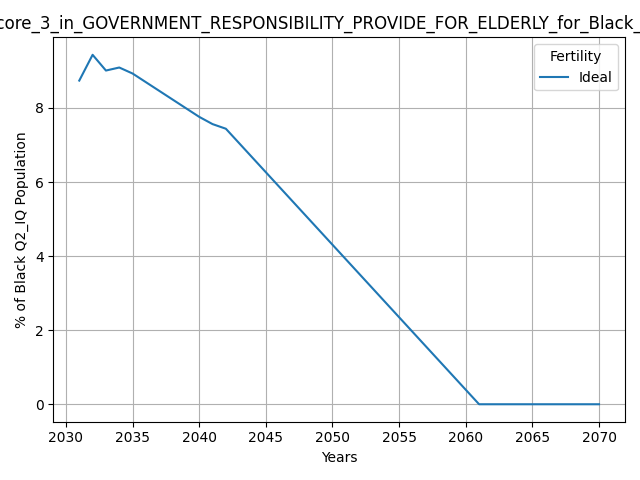 core_3_in_GOVERNMENT_RESPONSIBILITY_PROVIDE_FOR_ELDERLY_for_Black_
Fertility
Ideal
% of Black Q2_IQ Population
8
6
4
2
0
2030 2035 2040 2045 2050 2055 2060 2065 2070
Years